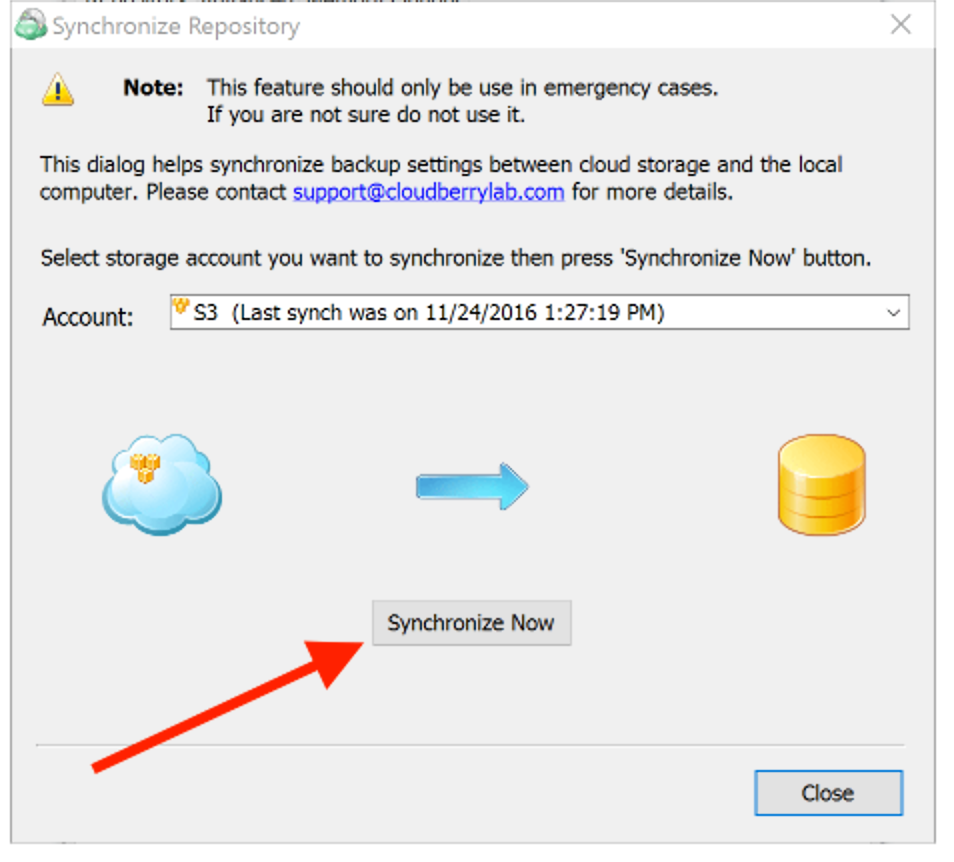 Synchronize Repository
Note: This feature should only be use in emergency cases.
If you are not sure do not use it.
This dialog helps synchronize backup settings between cloud storage and the local
computer. Please contact support@cloudberrylab.com for more details.
Select storage account you want to synchronize then press 'Synchronize Now' button.
Account: S3 (Last synch was on 11/24/2016 1:27:19 PM)
Synchronize Now
Close